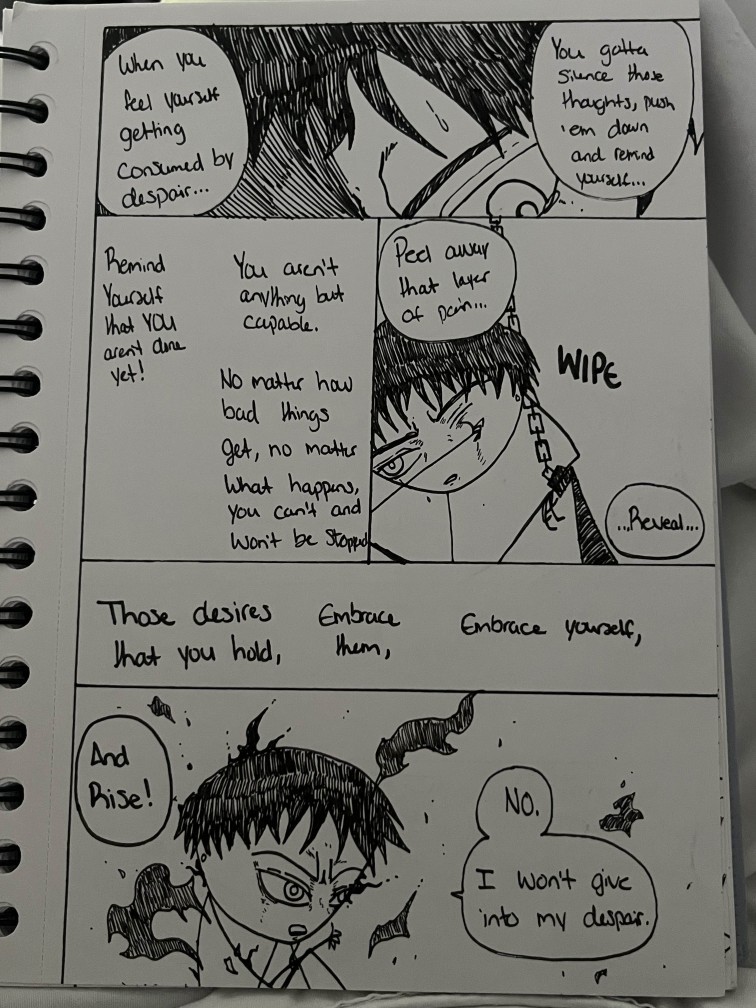 When you
feel yourself
getting
consumed by
despair...
You gotta
silence those
thoughts, push
'em down
and remind
yourself...
Remind
Yourself
that YOU
aren't done
yet!
You aren't
anything but
capable.
No matter how
bad things
get, no matter
what happens,
you can't and
won't be stopped
Peel away
that layer
of pain...
WIPE
...Reveal...
Those desires
that you hold,
Embrace
them,
Embrace yourself,
And
Rise!
No.
I won't give
into my despair.